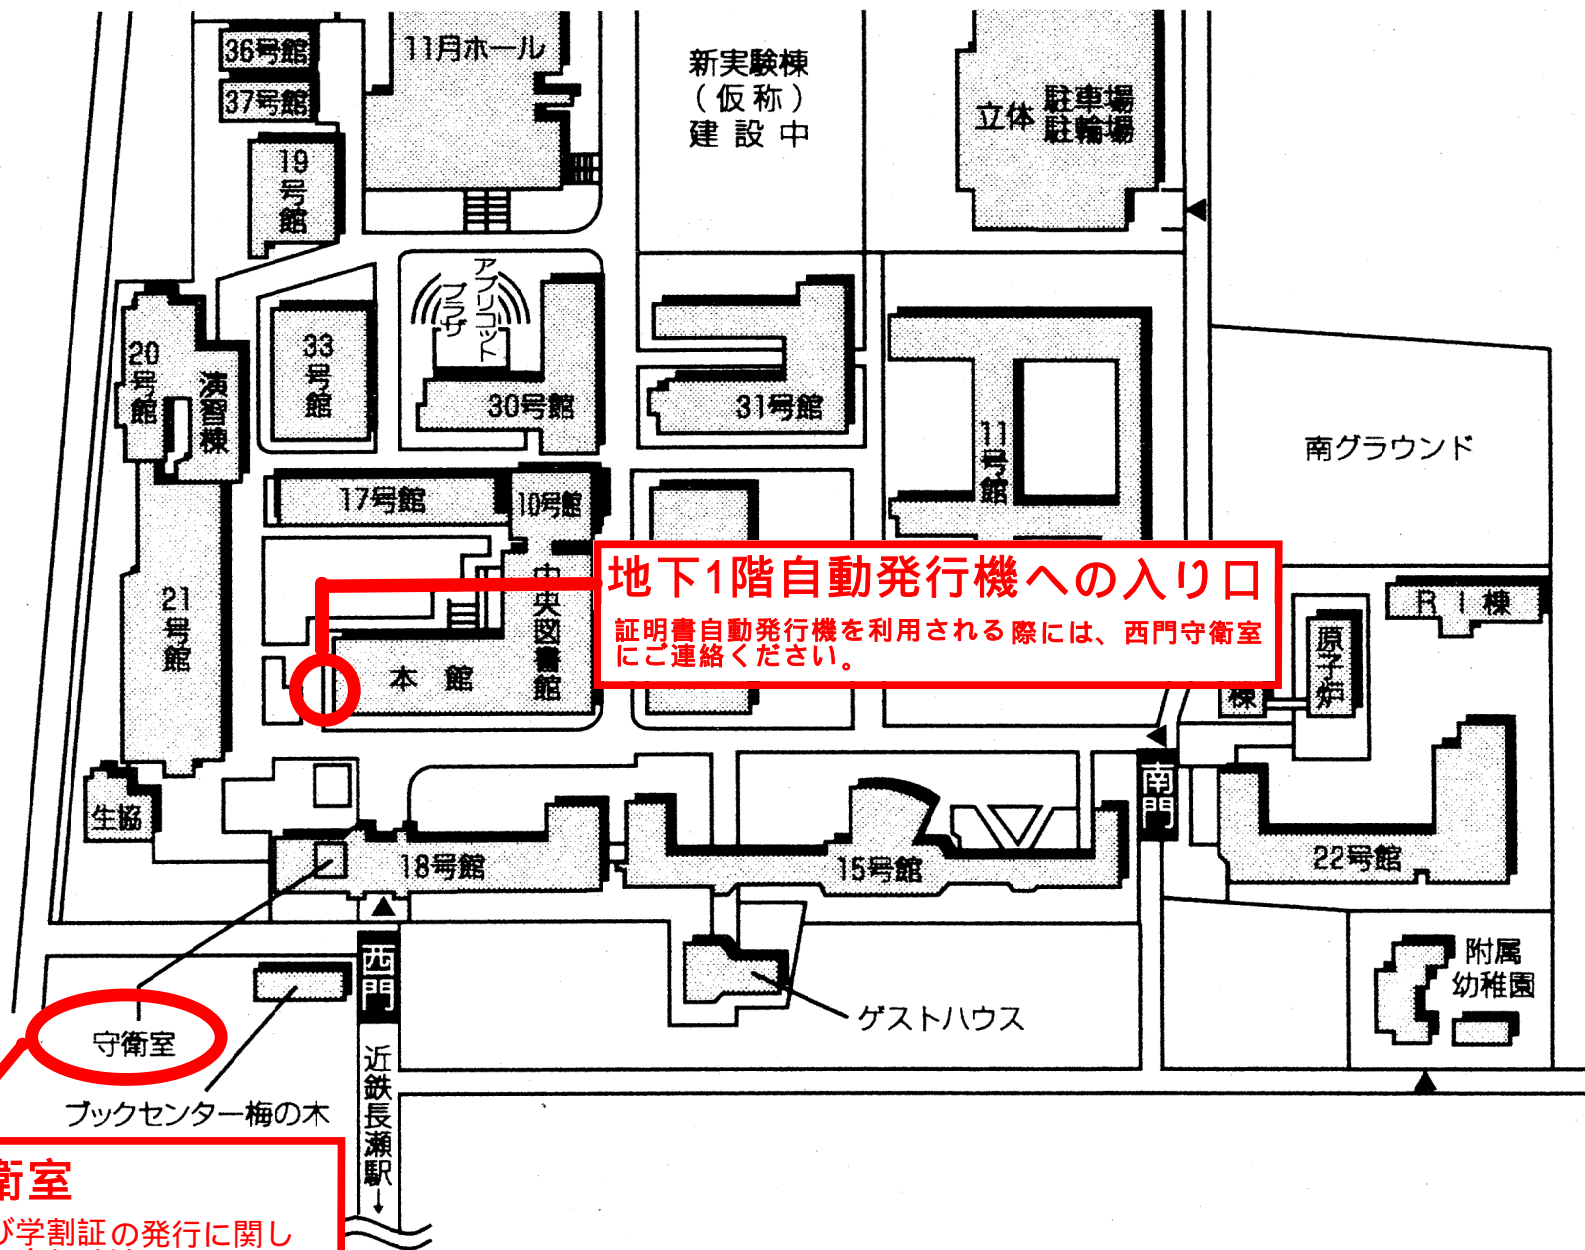 36号館
11月ホール
37号館
新実験棟
（仮称）
建設中
立体
駐車場
駐輪場
19号館
アプリコット
プラザ
20号館
演習棟
33号館
30号館
31号館
11号館
南グラウンド
17号館
10号館
地下1階自動発行機への入り口
証明書自動発行機を利用される際には、西門守衛室
にご連絡ください。
中央図書館
21号館
本館
RI棟
原子炉
棟
生協
南門
18号館
15号館
22号館
西門
守衛室
ゲストハウス
附属
幼稚園
ブックセンター梅の木
近鉄長瀬駅↓
衛室
び学割証の発行に関し